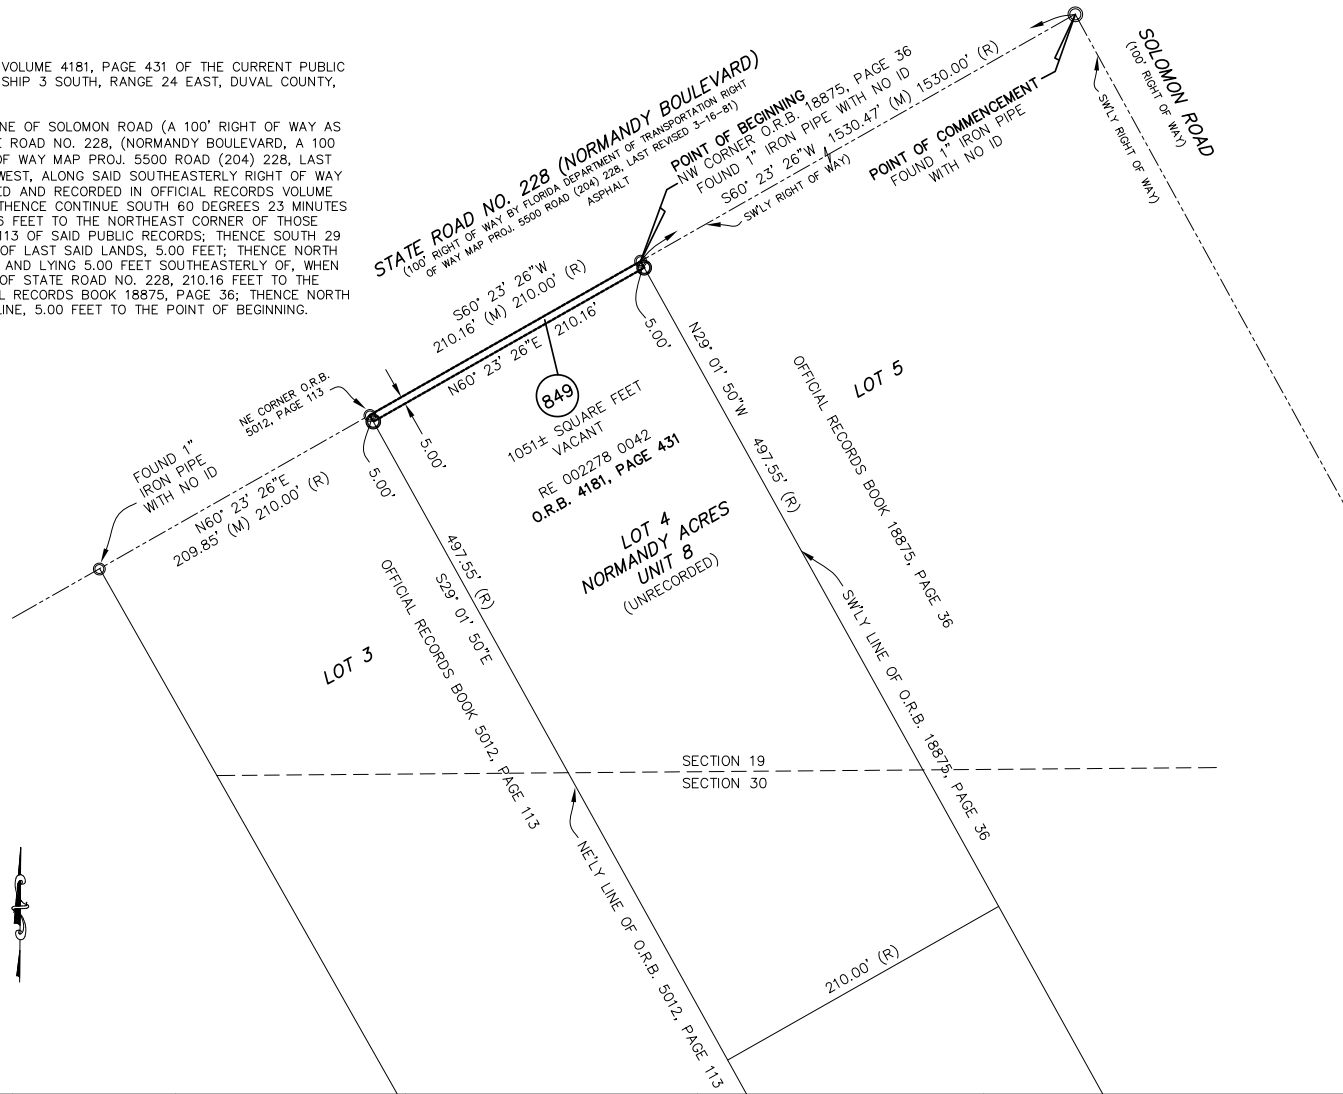 VOLUME 4181, PAGE 431 OF THE CURRENT PUBLIC
SHIP 3 SOUTH, RANGE 24 EAST, DUVAL COUNTY,
NE OF SOLOMON ROAD (A 100' RIGHT OF WAY AS
ROAD NO. 228, (NORMANDY BOULEVARD, A 100
OF WAY MAP PROJ. 5500 ROAD (204) 228, LAST
WEST, ALONG SAID SOUTHEASTERLY RIGHT OF WAY
ED AND RECORDED IN OFFICIAL RECORDS VOLUME
THENCE CONTINUE SOUTH 60 DEGREES 23 MINUTES
6 FEET TO THE NORTHEAST CORNER OF THOSE
113 OF SAID PUBLIC RECORDS; THENCE SOUTH 29
OF LAST SAID LANDS, 5.00 FEET; THENCE NORTH
AND LYING 5.00 FEET SOUTHEASTERLY OF, WHEN
OF STATE ROAD NO. 228, 210.16 FEET TO THE
L RECORDS BOOK 18875, PAGE 36; THENCE NORTH
LINE, 5.00 FEET TO THE POINT OF BEGINNING.
STATE ROAD NO. 228 (NORMANDY BOULEVARD)
(100' RIGHT OF WAY BY FLORIDA DEPARTMENT OF TRANSPORTATION RIGHT
OF WAY MAP PROJ. 5500 ROAD (204) 228, LAST REVISED 3-16-81)
ASPHALT
POINT OF BEGINNING
NW CORNER O.R.B. 18875, PAGE 36
FOUND 1" IRON PIPE WITH NO ID
S60° 23' 26"W 1530.47' (M) 1530.00' (R)
SW'LY RIGHT OF WAY)
POINT OF COMMENCEMENT
FOUND 1" IRON PIPE
WITH NO ID
SOLOMON ROAD
(100' RIGHT OF WAY)
SW'LY RIGHT OF WAY)
S60° 23' 26"W
210.16' (M) 210.00' (R)
N60° 23' 26"E 210.16'
5.00'
849
1051± SQUARE FEET
VACANT
RE 002278 0042
O.R.B. 4181, PAGE 431
LOT 4
NORMANDY ACRES
UNIT 8
(UNRECORDED)
N29° 01' 50"W 497.55' (R)
OFFICIAL RECORDS BOOK 18875, PAGE 36
LOT 5
SW'LY LINE OF O.R.B. 18875, PAGE 36
NE CORNER O.R.B.
5012, PAGE 113
5.00'
5.00'
FOUND 1"
IRON PIPE
WITH NO ID
N60° 23' 26"E
209.85' (M) 210.00' (R)
497.55' (R)
S29° 01' 50"E
OFFICIAL RECORDS BOOK 5012, PAGE 113
LOT 3
SECTION 19
SECTION 30
NE'LY LINE OF O.R.B. 5012, PAGE 113
210.00' (R)